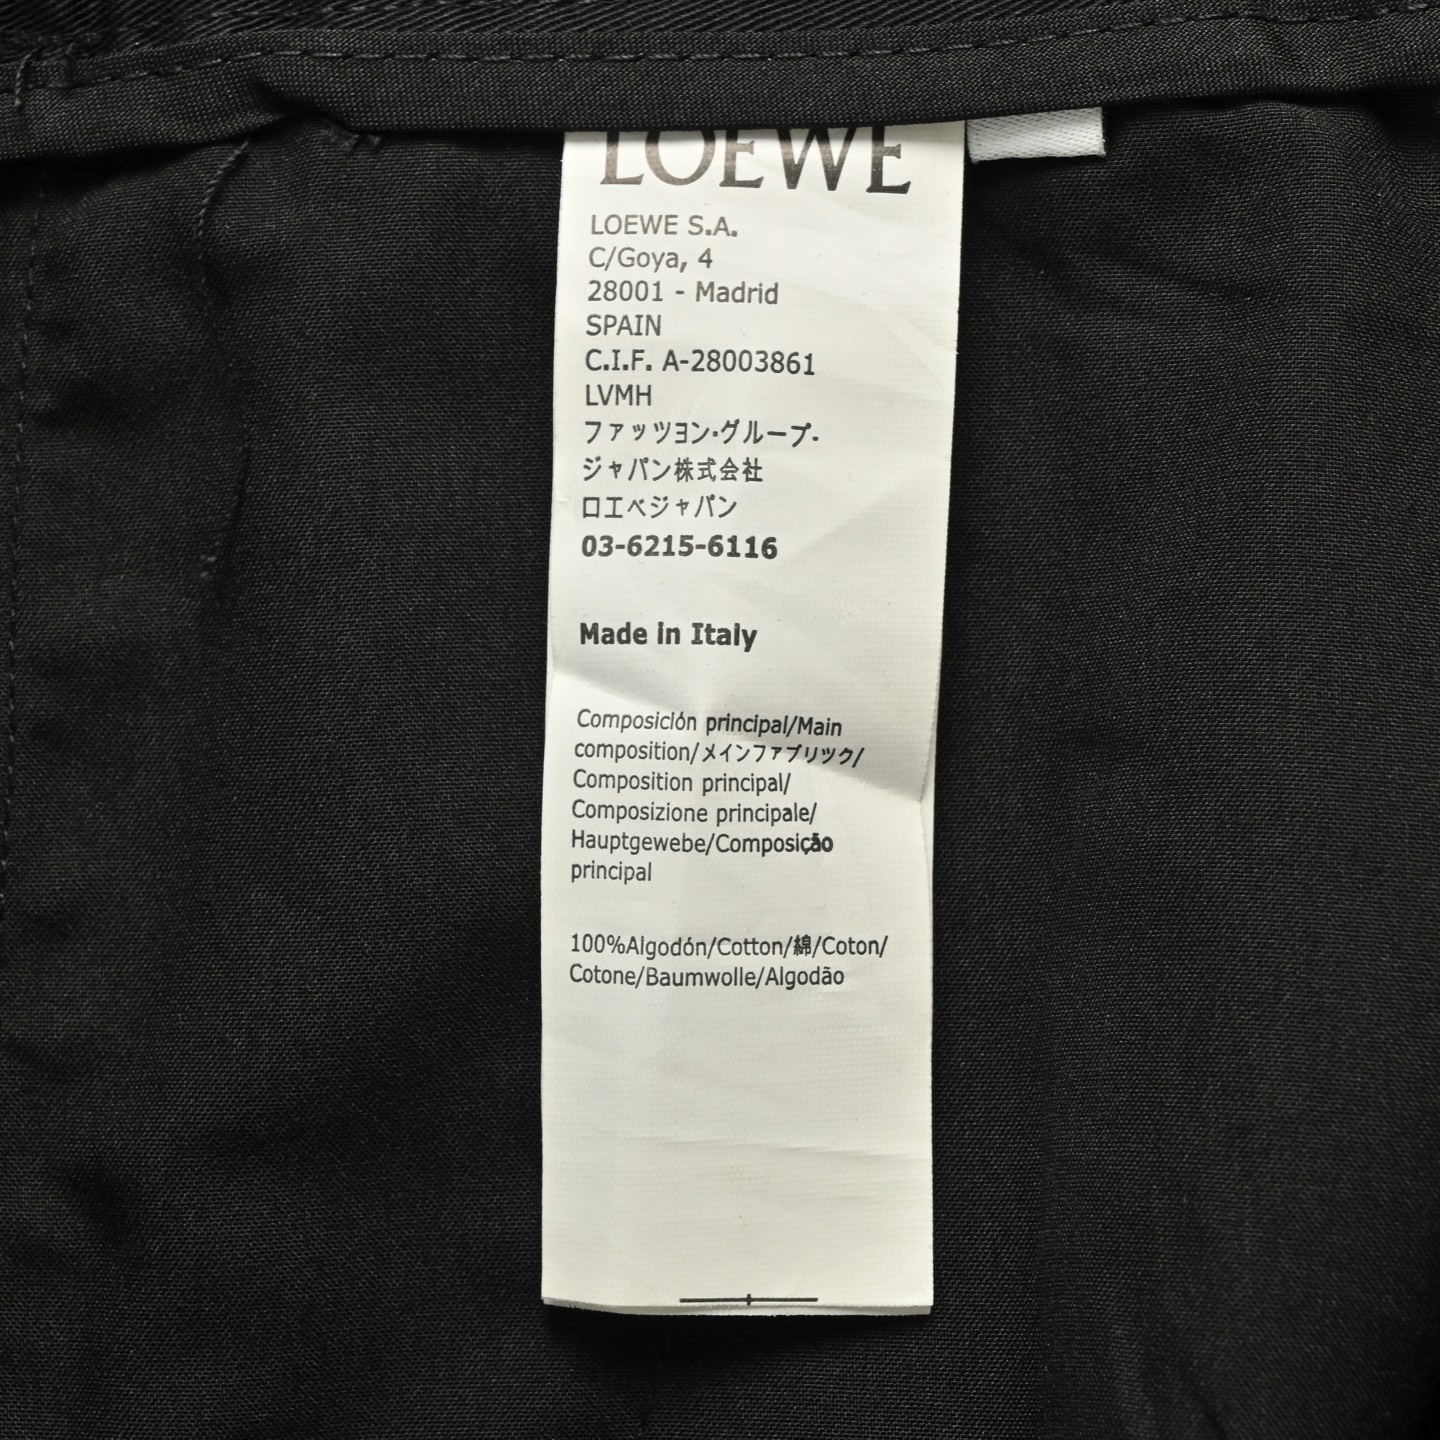 LOEWE
LOEWE S.A.
C/Goya, 4
28001 - Madrid
SPAIN
C.I.F. A-28003861
LVMH
ファッツヨン・グループ・
ジャパン株式会社
ロエベジャパン
03-6215-6116
Made in Italy
Composición principal/Main
composition/メインファブリツク/
Composition principal/
Composizione principale/
Hauptgewebe/Composição
principal
100%Algodón/Cotton/綿/Coton/
Cotone/Baumwolle/Algodão